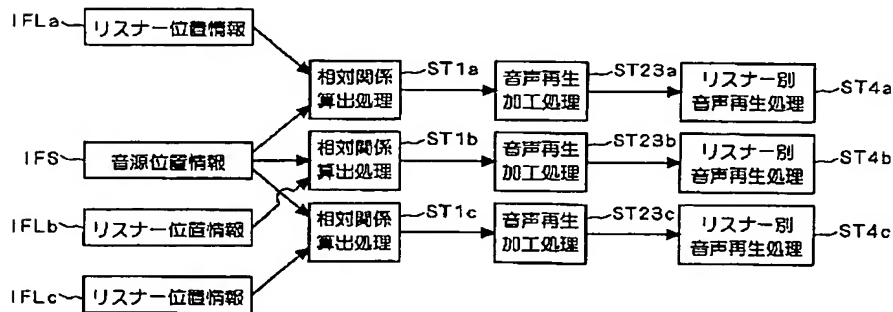 IFLa
リスナー位置情報
IFS
音源位置情報
IFLb
リスナー位置情報
IFLc
リスナー位置情報
相対関係
算出処理
ST1a
音声再生
加工処理
ST23a
リスナー別
音声再生処理
ST4a
相対関係
算出処理
ST1b
音声再生
加工処理
ST23b
リスナー別
音声再生処理
ST4b
相対関係
算出処理
ST1c
音声再生
加工処理
ST23c
リスナー別
音声再生処理
ST4c